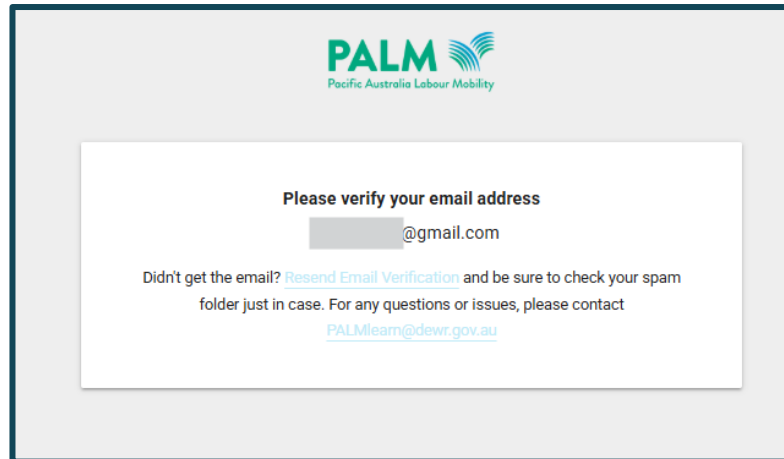 PALM
Pacific Australia Labour Mobility
Please verify your email address
@gmail.com
Didn't get the email? Resend Email Verification and be sure to check your spam
folder just in case. For any questions or issues, please contact
PALMlearn@dewr.gov.au